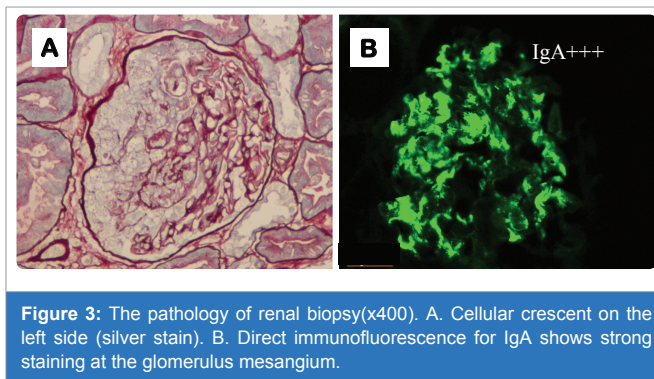 A
B
IgA+++
Figure 3: The pathology of renal biopsy(x400). A. Cellular crescent on the
left side (silver stain). B. Direct immunofluorescence for IgA shows strong
staining at the glomerulus mesangium.